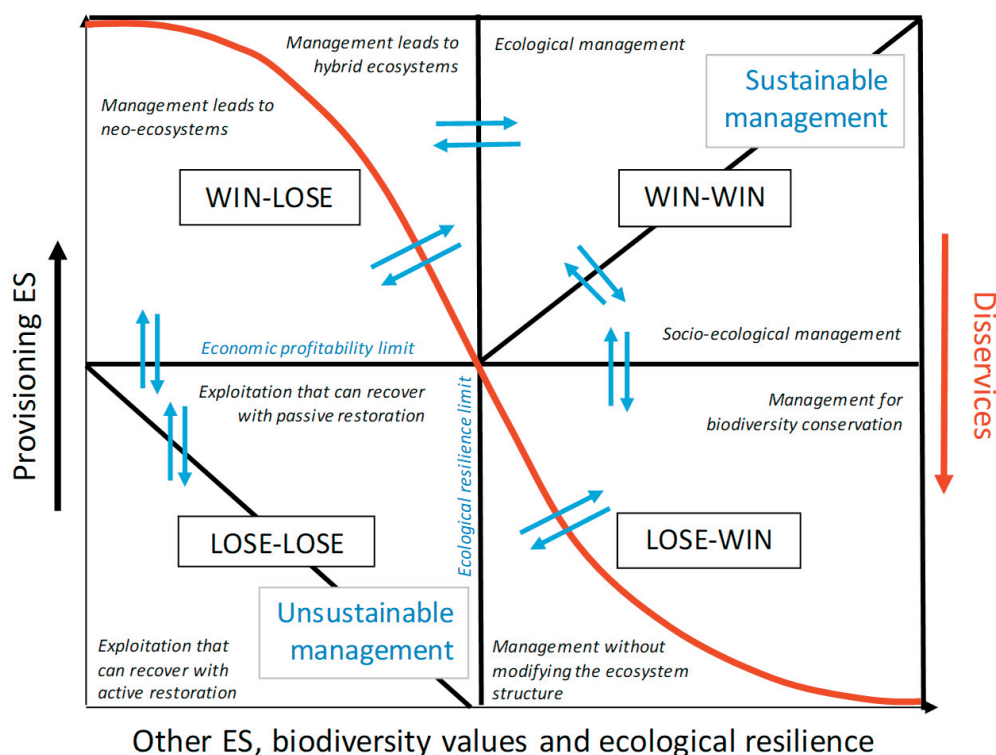 Management leads to
hybrid ecosystems
Ecological management
Sustainable
management
Management leads to
neo-ecosystems
WIN-LOSE
WIN-WIN
Provisioning ES
Disservices
Economic profitability limit
Socio-ecological management
Exploitation that can recover
with passive restoration
Ecological resilience limit
Management for
biodiversity conservation
LOSE-LOSE
LOSE-WIN
Unsustainable
management
Exploitation that
can recover with
active restoration
Management without
modifying the ecosystem
structure
Other ES, biodiversity values and ecological resilience